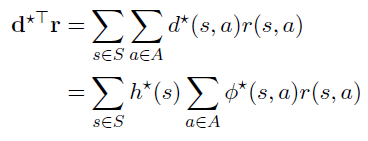 d⋆⊤r = ∑_{s∈S} ∑_{a∈A} d⋆(s, a)r(s, a)
= ∑_{s∈S} h⋆(s) ∑_{a∈A} ϕ⋆(s, a)r(s, a)